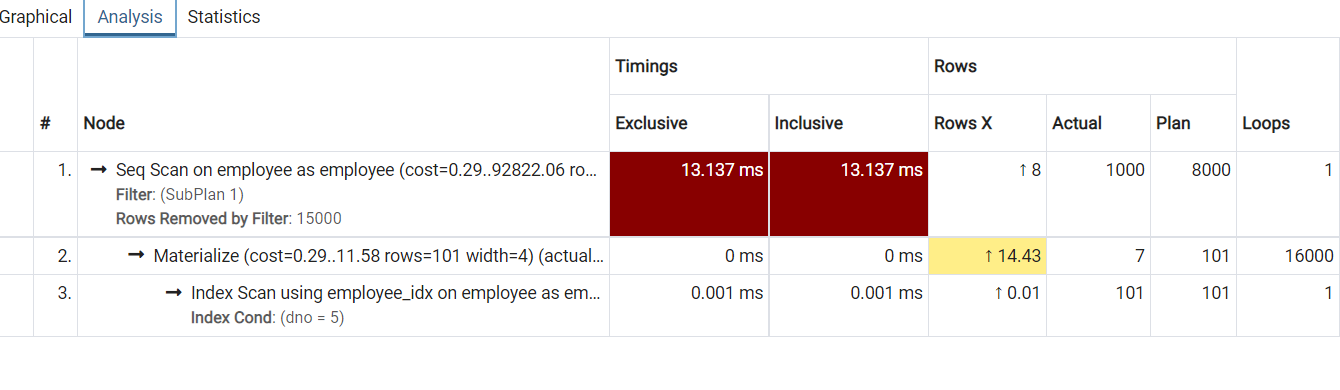 Graphical Analysis Statistics
Timings Rows
# Node Exclusive Inclusive Rows X Actual Plan Loops
1. → Seq Scan on employee as employee (cost=0.29..92822.06 ro... 13.137 ms 13.137 ms ↑ 8 1000 8000 1
Filter: (SubPlan 1)
Rows Removed by Filter: 15000
2. → Materialize (cost=0.29..11.58 rows=101 width=4) (actual... 0 ms 0 ms ↑ 14.43 7 101 16000
3. → Index Scan using employee_idx on employee as em... 0.001 ms 0.001 ms ↑ 0.01 101 101 1
Index Cond: (dno = 5)